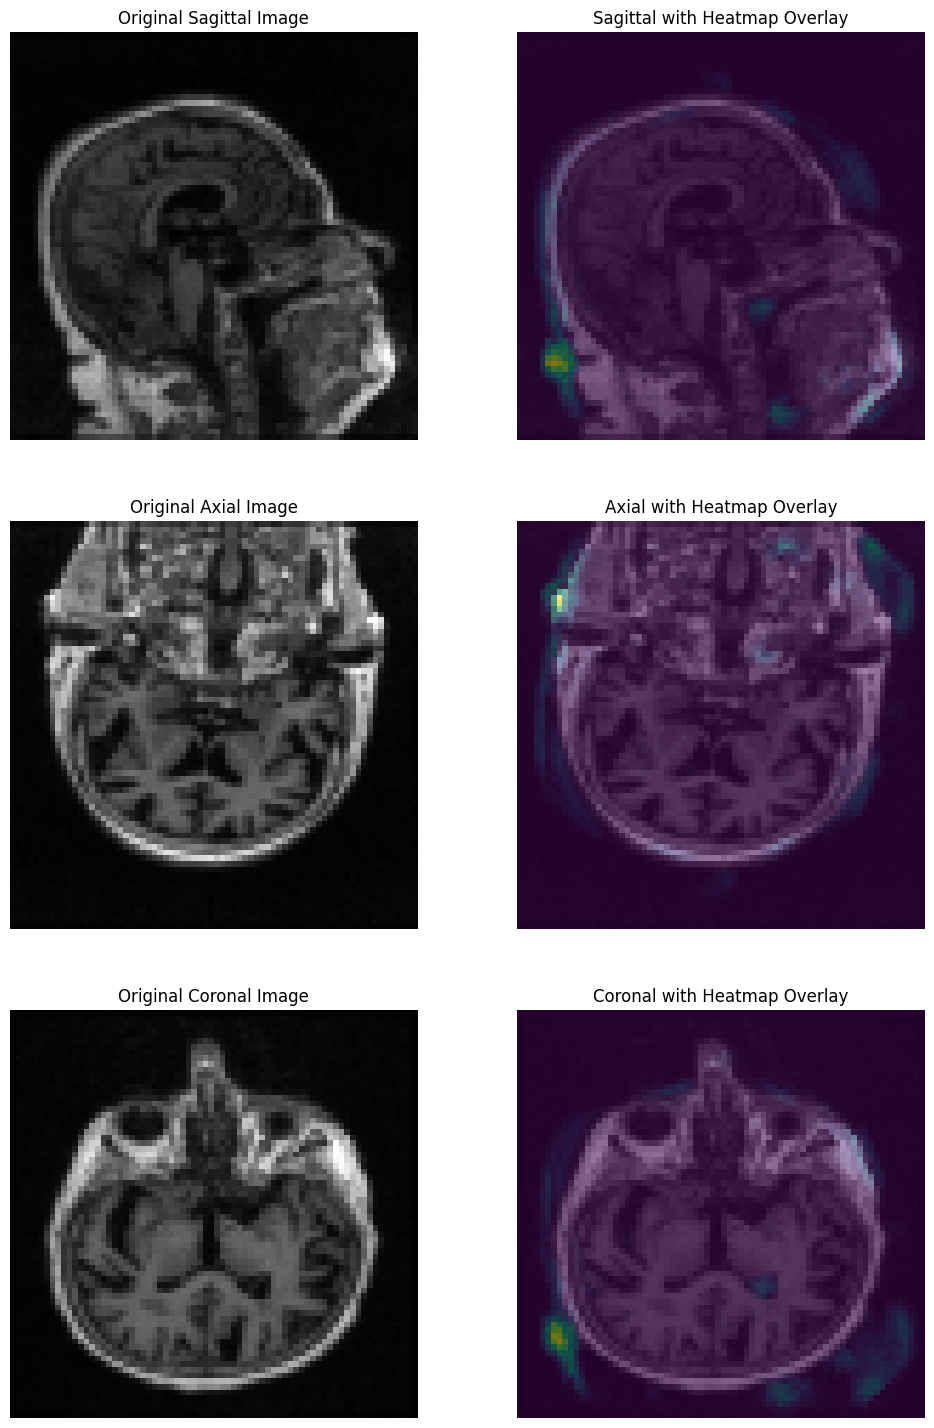 Original Sagittal Image
Sagittal with Heatmap Overlay
Original Axial Image
Axial with Heatmap Overlay
Original Coronal Image
Coronal with Heatmap Overlay